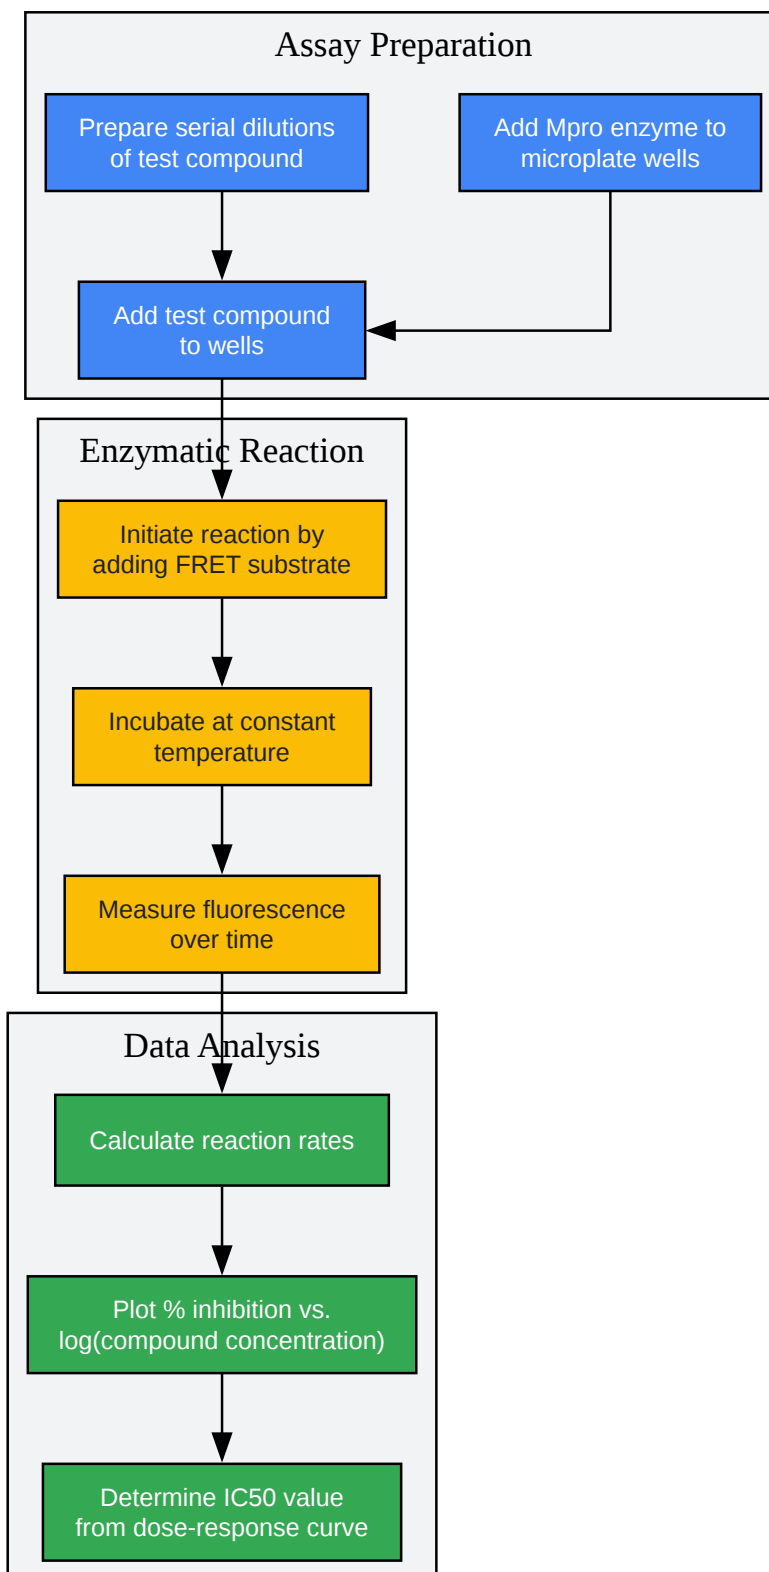 Assay Preparation
Prepare serial dilutions
of test compound
Add Mpro enzyme to
microplate wells
Add test compound
to wells
Enzymatic Reaction
Initiate reaction by
adding FRET substrate
Incubate at constant
temperature
Measure fluorescence
over time
Data Analysis
Calculate reaction rates
Plot % inhibition vs.
log(compound concentration)
Determine IC50 value
from dose-response curve